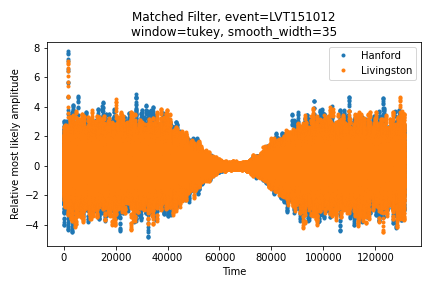 Matched Filter, event=LVT151012
window=tukey, smooth_width=35
Hanford
Livingston
Relative most likely amplitude
8
6
4
2
0
−2
−4
0
20000
40000
60000
80000
100000
120000
Time